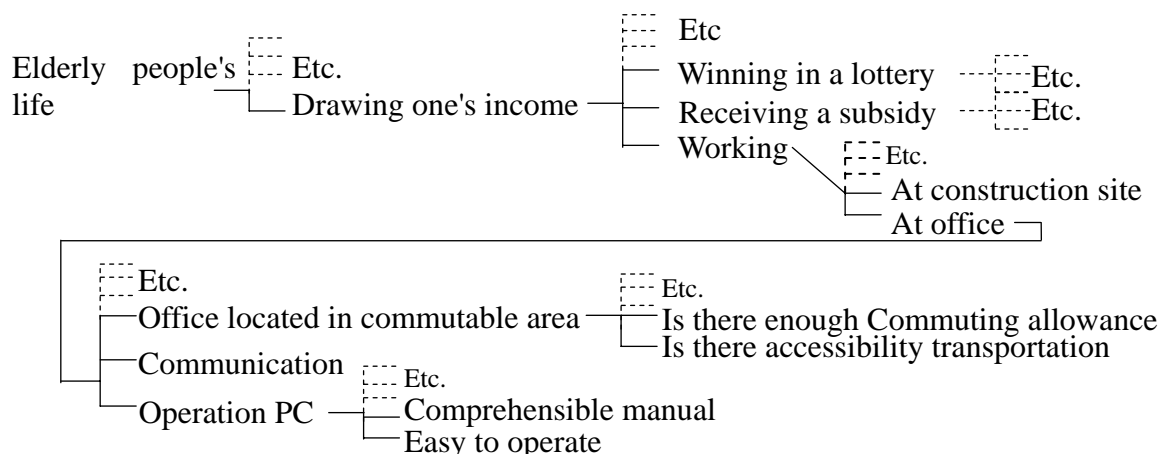 Etc
Elderly people's
life
Etc.
Drawing one's income
Winning in a lottery
Etc.
Receiving a subsidy
Etc.
Working
Etc.
At construction site
At office
Etc.
Office located in commutable area
Etc.
Is there enough Commuting allowance
Is there accessibility transportation
Communication
Operation PC
Etc.
Comprehensible manual
Easy to operate